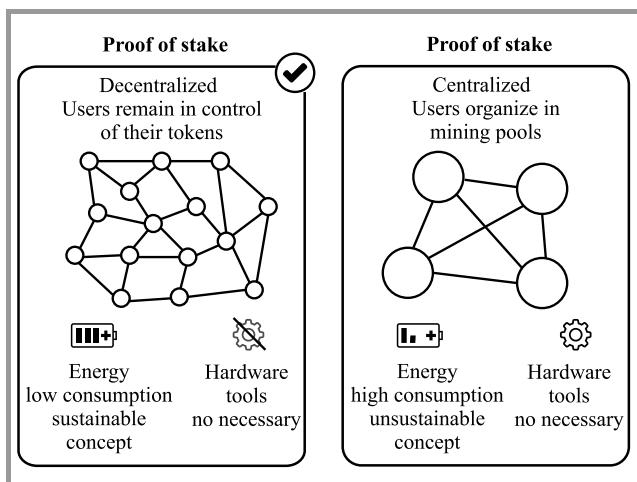 Proof of stake
Decentralized
Users remain in control
of their tokens
Energy
low consumption
sustainable
concept
Hardware
tools
no necessary
Proof of stake
Centralized
Users organize in
mining pools
Energy
high consumption
unsustainable
concept
Hardware
tools
no necessary